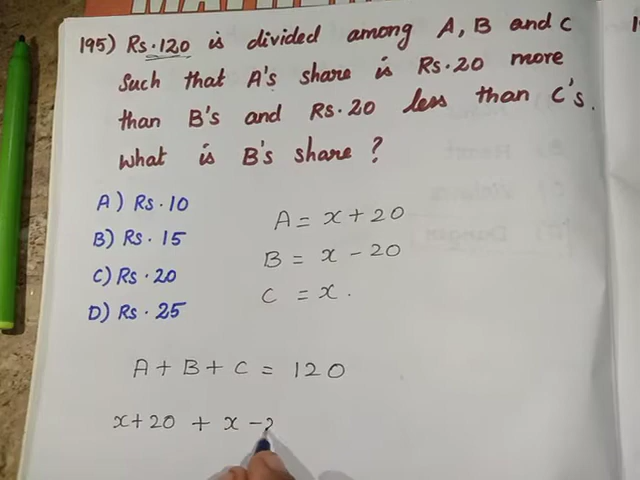 195) Rs.120 is divided among A, B and C
Such that A's share is Rs.20 more
than B's and Rs.20 less than C's.
What is B's share ?
A) Rs.10
B) Rs.15
C) Rs.20
D) Rs.25
A = x + 20
B = x - 20
C = x .
A + B + C = 120
x + 20 + x - 2